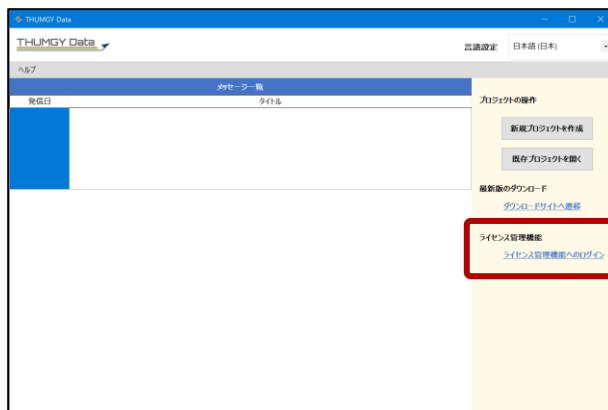 THUMGY Data
THUMGY Data
言語設定 日本語 (日本)
ヘルプ
メッセージ一覧
発信日 タイトル
プロジェクトの操作
新規プロジェクトを作成
既存プロジェクトを開く
最新版のダウンロード
ダウンロードサイトへ遷移
ライセンス管理機能
ライセンス管理機能へのログイン